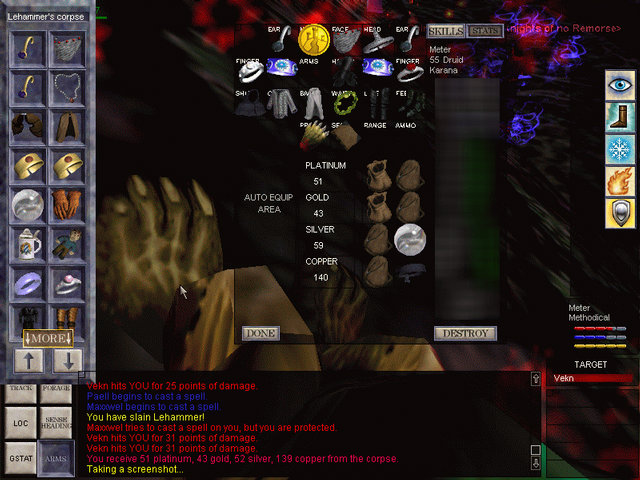 Lehammer's corpse
EAR
FACE
HEAD
EAR
SKILLS
STATS
Knights of no Remorse>
Meter
55 Druid
Karana
FINGER
ARMS
FINGER
RANGE
AMMO
PLATINUM
51
AUTO EQUIP
AREA
GOLD
43
SILVER
59
COPPER
140
DONE
DESTROY
MORE
Meter
Methodical
TARGET
Vekn
TRACK
FORAGE
LOC
SENSE
HEADING
GSTAT
ARMS
Vekn hits YOU for 25 points of damage.
Paeil begins to cast a spell.
Maxwel begins to cast a spell.
You have slain Lehammer!
Maxwel tries to cast a spell on you, but you are protected.
Vekn hits YOU for 31 points of damage.
Vekn hits YOU for 31 points of damage.
You receive 51 platinum, 43 gold, 52 silver, 139 copper from the corpse.
Taking a screenshot...